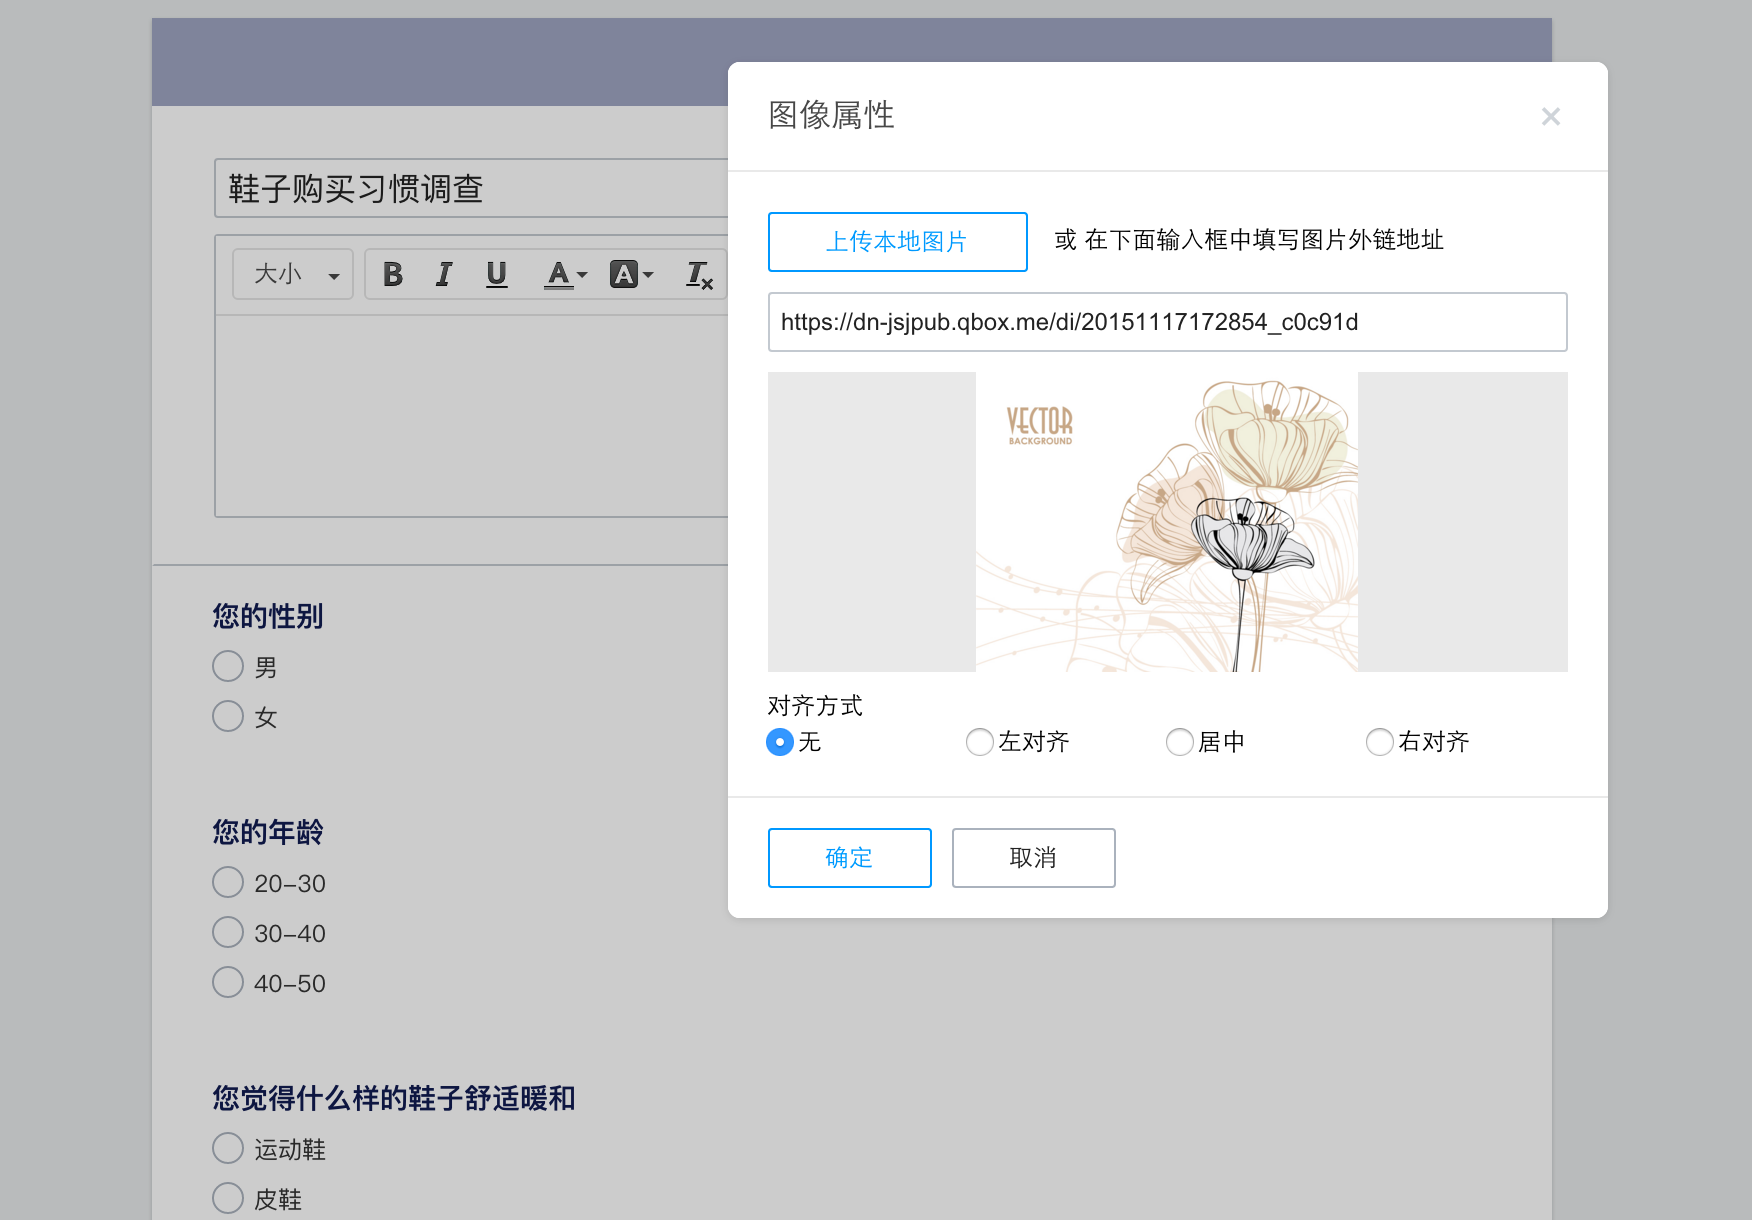 图像属性
×
鞋子购买习惯调查
大小 B I U A A Tx
上传本地图片 或 在下面输入框中填写图片外链地址
https://dn-jsjpub.qbox.me/di/20151117172854_c0c91d
VECTOR
BACKGROUND
对齐方式
无 左对齐 居中 右对齐
确定 取消
您的性别
男
女
您的年龄
20–30
30–40
40–50
您觉得什么样的鞋子舒适暖和
运动鞋
皮鞋